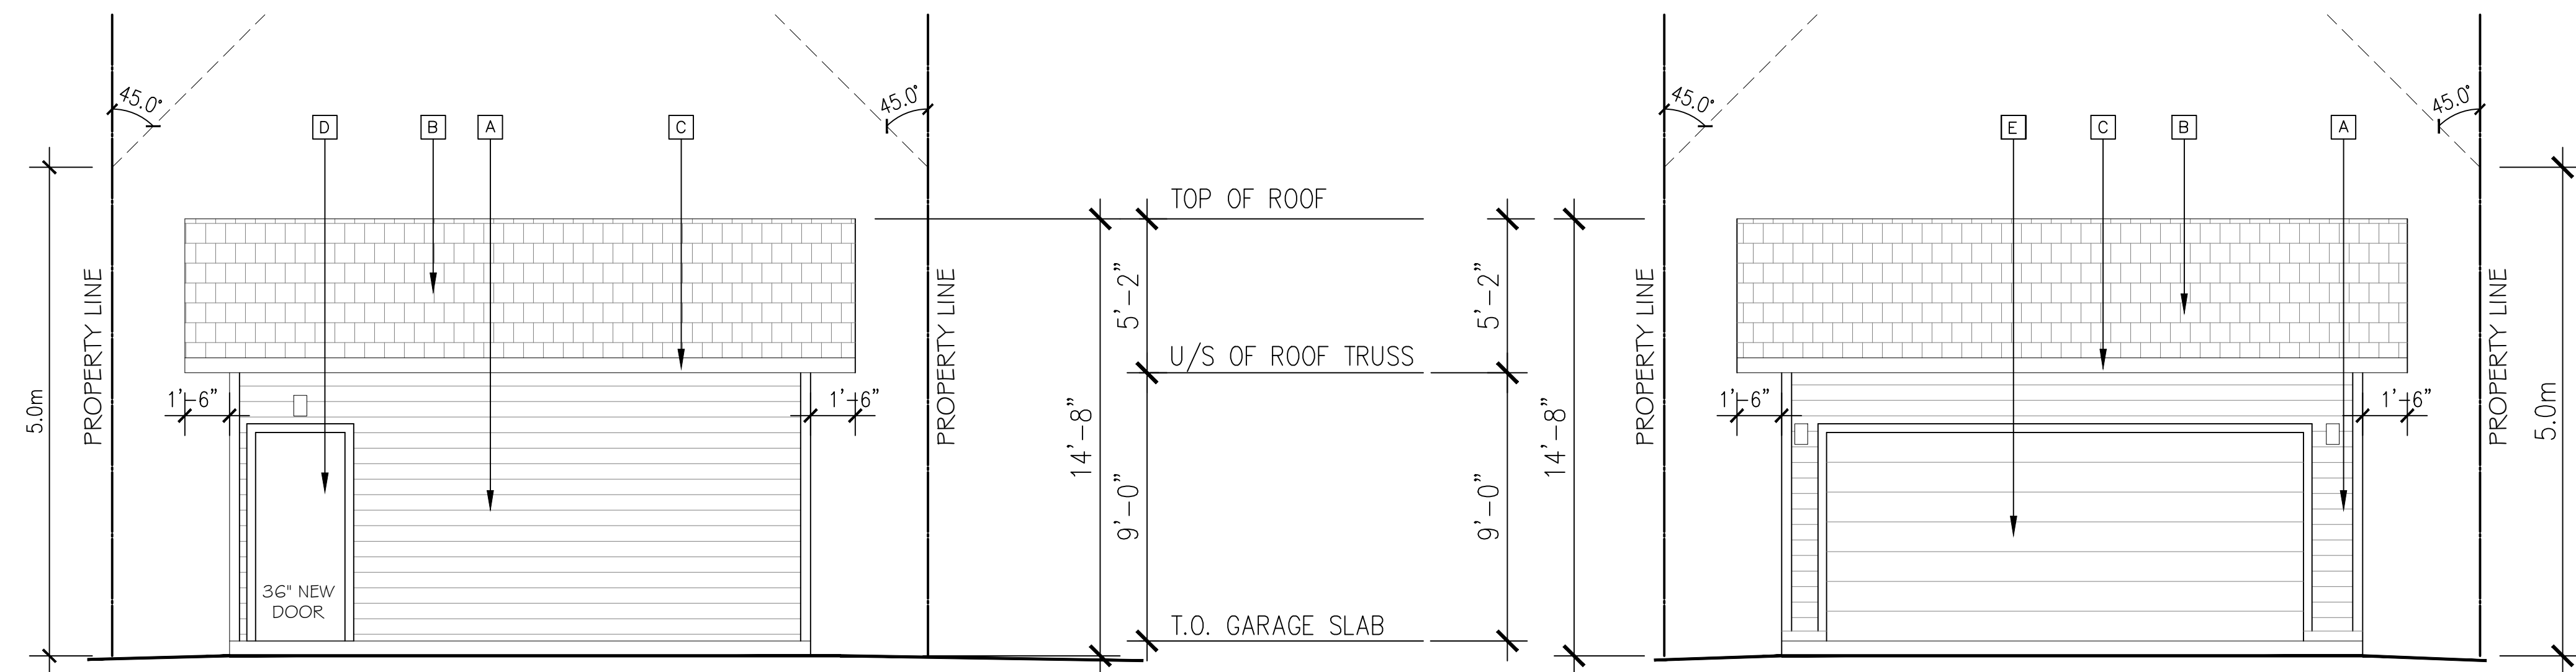 45.0°
45.0°
45.0°
45.0°
D
B
A
C
E
C
B
A
TOP OF ROOF
5'-2"
5'-2"
U/S OF ROOF TRUSS
1'-6"
1'-6"
1'-6"
1'-6"
5.0m
PROPERTY LINE
PROPERTY LINE
14'-8"
14'-8"
PROPERTY LINE
PROPERTY LINE
5.0m
9'-0"
9'-0"
36" NEW
DOOR
T.O. GARAGE SLAB